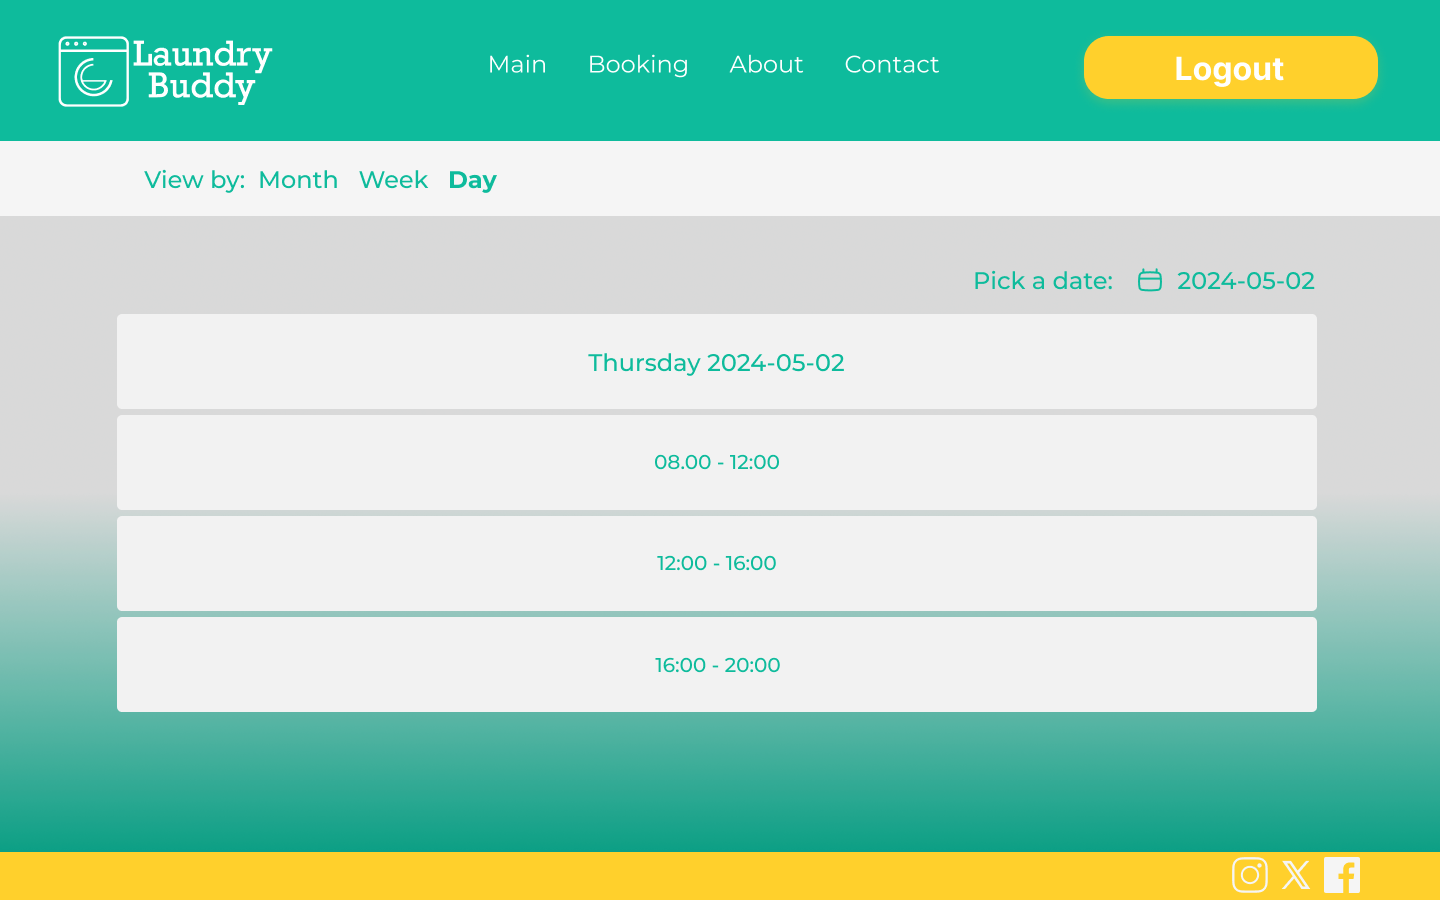 Laundry
Buddy
Main Booking About Contact
Logout
View by: Month Week Day
Pick a date: 2024-05-02
Thursday 2024-05-02
08.00 - 12:00
12:00 - 16:00
16:00 - 20:00